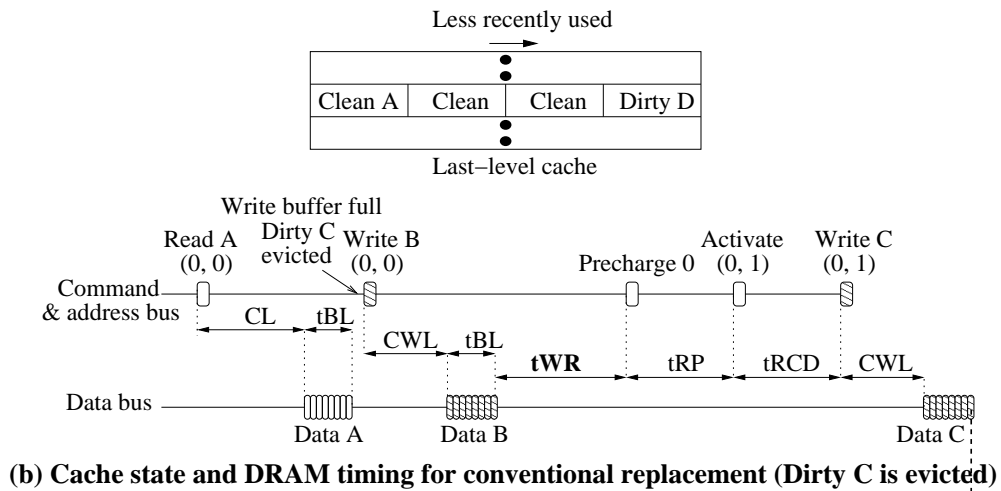 Less recently used
Clean A Clean Clean Dirty D
Last-level cache
Write buffer full
Read A Dirty C Write B Activate Write C
(0, 0) evicted (0, 0) Precharge 0 (0, 1) (0, 1)
Command
& address bus
CL tBL
CWL tBL
tWR tRP tRCD CWL
Data bus
Data A Data B Data C
(b) Cache state and DRAM timing for conventional replacement (Dirty C is evicted)